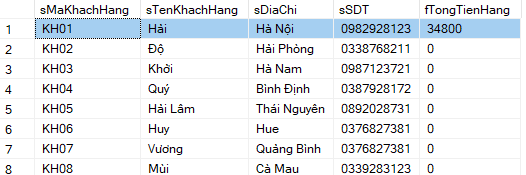 sMaKhachHang sTenKhachHang sDiaChi sSDT fTongTienHang
1 KH01 Hải Hà Nội 0982928123 34800
2 KH02 Độ Hải Phòng 0338768211 0
3 KH03 Khởi Hà Nam 0987123721 0
4 KH04 Quý Bình Định 0387928172 0
5 KH05 Hải Lâm Thái Nguyên 0892028731 0
6 KH06 Huy Hue 0376827381 0
7 KH07 Vương Quảng Bình 0376827381 0
8 KH08 Mùi Cà Mau 0339283123 0